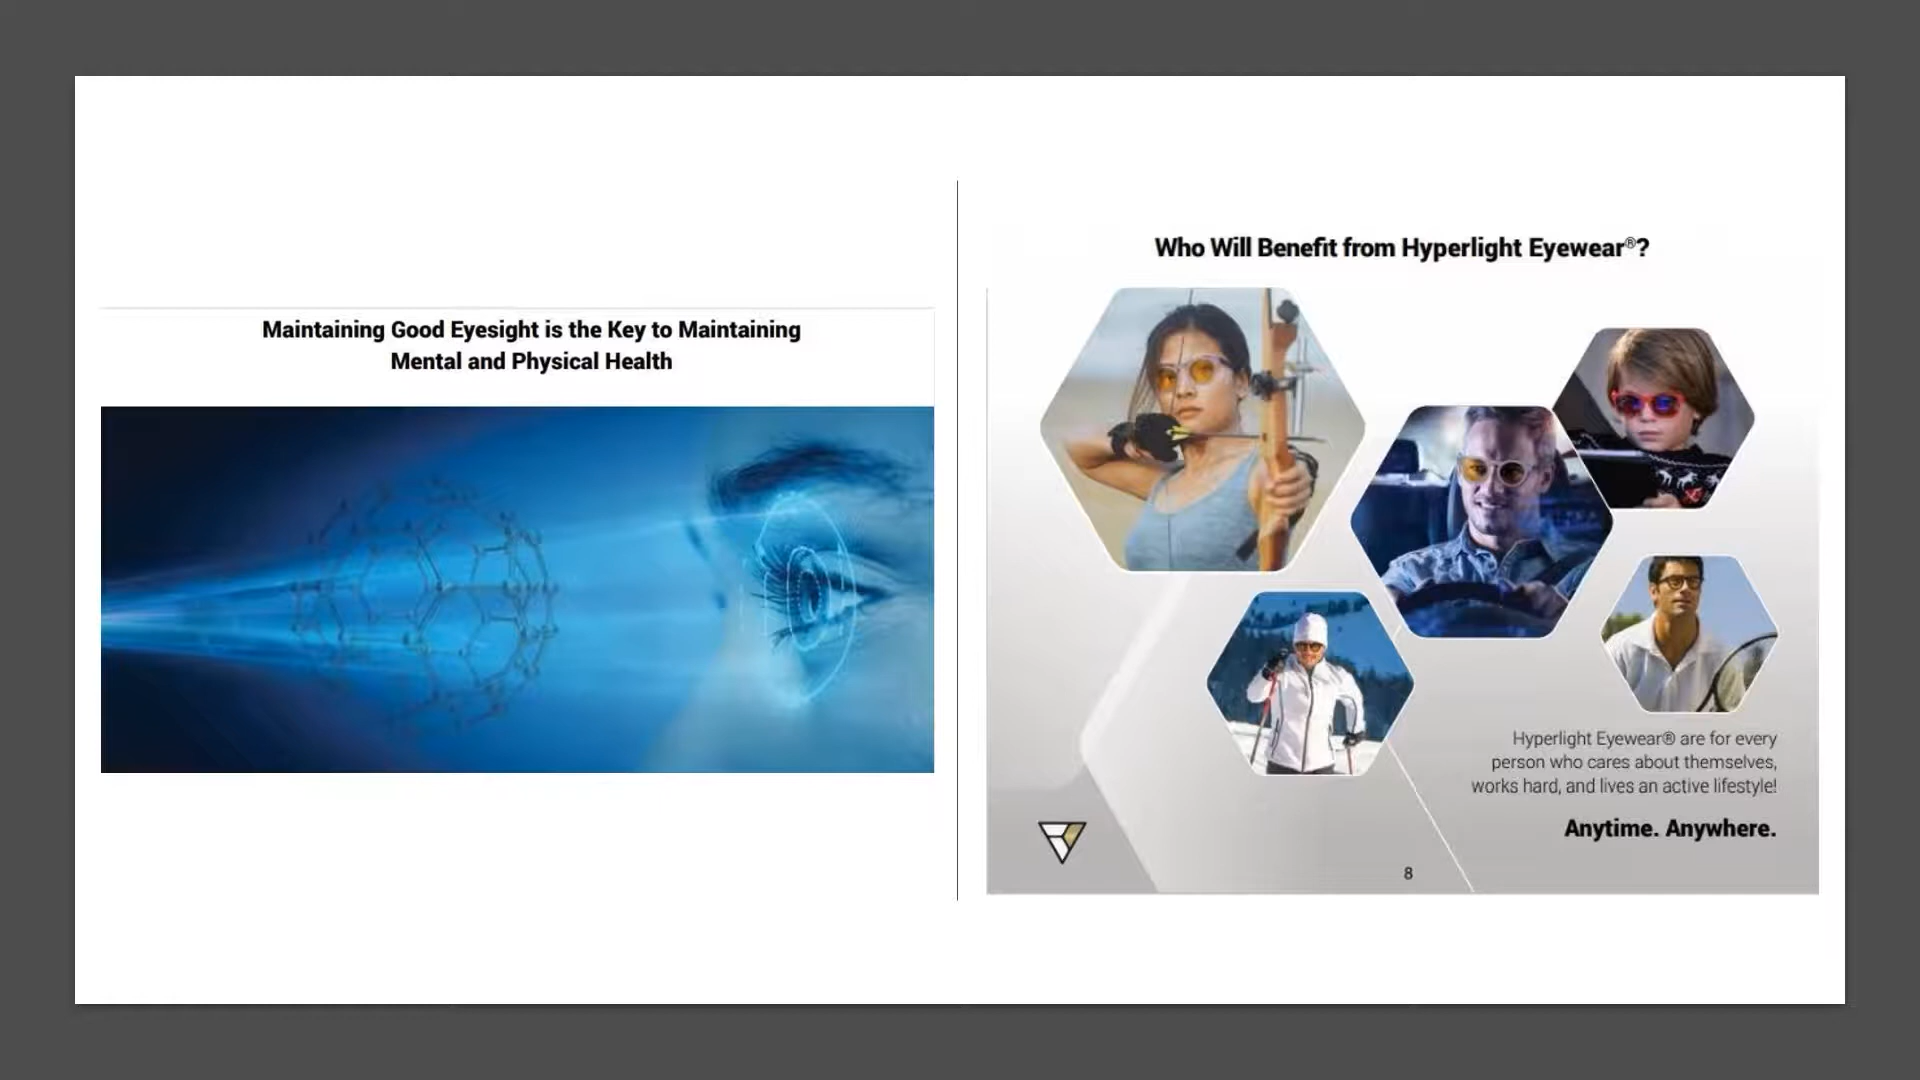 Maintaining Good Eyesight is the Key to Maintaining
Mental and Physical Health
Who Will Benefit from Hyperlight Eyewear®?
Hyperlight Eyewear® are for every
person who cares about themselves,
works hard, and lives an active lifestyle!
Anytime. Anywhere.
8